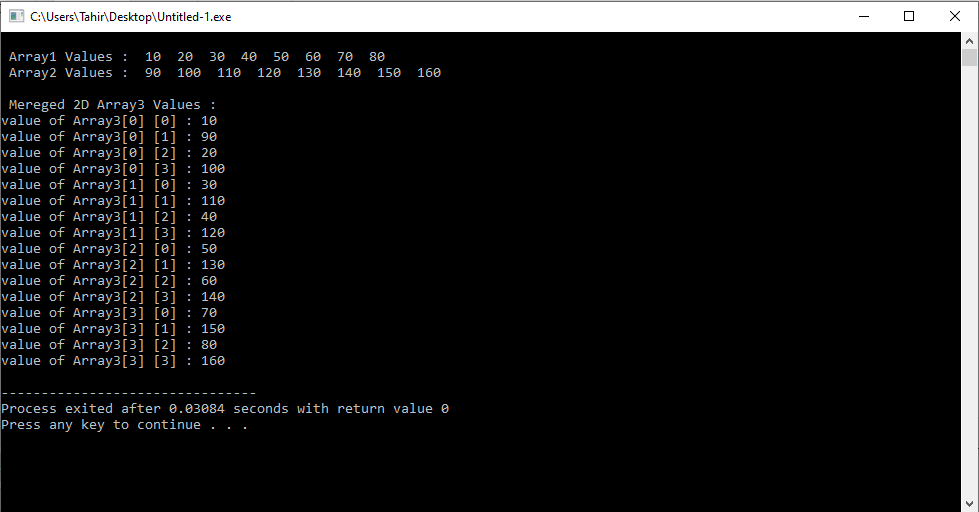 C:\Users\Tahir\Desktop\Untitled-1.exe
Array1 Values :  10  20  30  40  50  60  70  80
Array2 Values :  90  100  110  120  130  140  150  160
Mereged 2D Array3 Values :
value of Array3[0] [0] : 10
value of Array3[0] [1] : 90
value of Array3[0] [2] : 20
value of Array3[0] [3] : 100
value of Array3[1] [0] : 30
value of Array3[1] [1] : 110
value of Array3[1] [2] : 40
value of Array3[1] [3] : 120
value of Array3[2] [0] : 50
value of Array3[2] [1] : 130
value of Array3[2] [2] : 60
value of Array3[2] [3] : 140
value of Array3[3] [0] : 70
value of Array3[3] [1] : 150
value of Array3[3] [2] : 80
value of Array3[3] [3] : 160
--------------------------------
Process exited after 0.03084 seconds with return value 0
Press any key to continue . . .